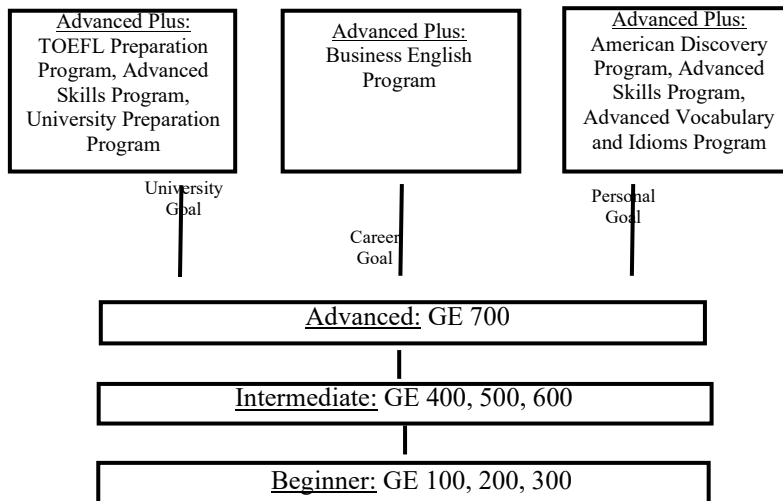 Advanced Plus:
TOEFL Preparation
Program, Advanced
Skills Program,
University Preparation
Program
Advanced Plus:
Business English
Program
Advanced Plus:
American Discovery
Program, Advanced
Skills Program,
Advanced Vocabulary
and Idioms Program
University
Goal
Career
Goal
Personal
Goal
Advanced: GE 700
Intermediate: GE 400, 500, 600
Beginner: GE 100, 200, 300